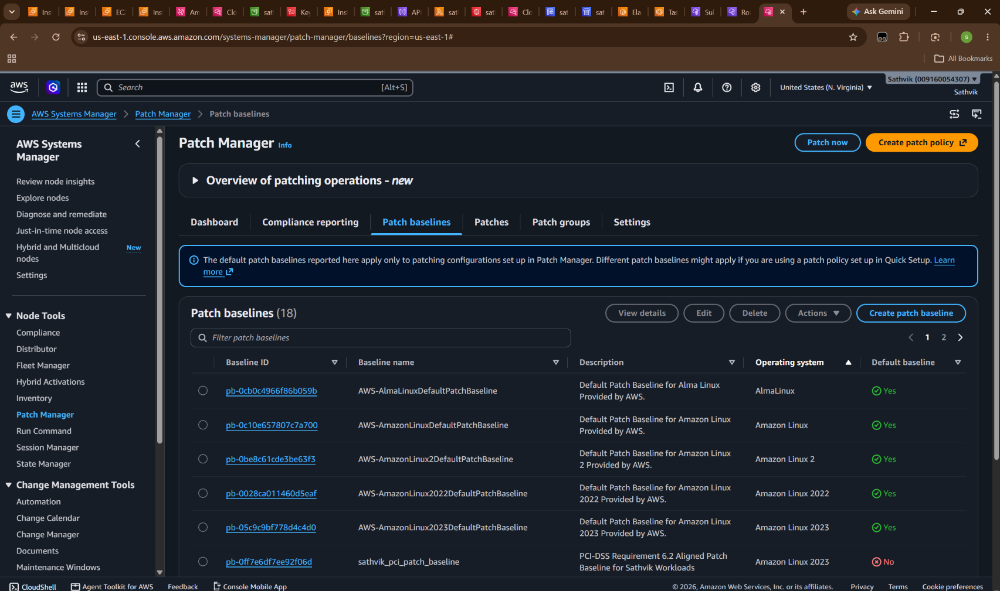 Ins
Ins
EC2
Ins
Am
Clo
sat
Key
Ins
sat
API
sat
sat
Clo
sat
sat
Ela
Tas
Sul
Ro
Ask Gemini
us-east-1.console.aws.amazon.com/systems-manager/patch-manager/baselines?region=us-east-1#
S
All Bookmarks
aws
Search
[Alt+S]
United States (N. Virginia)
Sathvik (009160054307)
Sathvik
AWS Systems Manager
Patch Manager
Patch baselines
AWS Systems
Manager
Review node insights
Explore nodes
Diagnose and remediate
Just-in-time node access
Hybrid and Multicloud
nodes
New
Settings
Node Tools
Compliance
Distributor
Fleet Manager
Hybrid Activations
Inventory
Patch Manager
Run Command
Session Manager
State Manager
Change Management Tools
Automation
Change Calendar
Change Manager
Documents
Maintenance Windows
Patch Manager Info
Patch now
Create patch policy
Overview of patching operations - new
Dashboard
Compliance reporting
Patch baselines
Patches
Patch groups
Settings
The default patch baselines reported here apply only to patching configurations set up in Patch Manager. Different patch baselines might apply if you are using a patch policy set up in Quick Setup. Learn
more
Patch baselines (18)
View details
Edit
Delete
Actions
Create patch baseline
Filter patch baselines
1
2
Baseline ID
Baseline name
Description
Operating system
Default baseline
pb-0cb0c4966f86b059b
AWS-AlmaLinuxDefaultPatchBaseline
Default Patch Baseline for Alma Linux
Provided by AWS.
AlmaLinux
Yes
pb-0c10e657807c7a700
AWS-AmazonLinuxDefaultPatchBaseline
Default Patch Baseline for Amazon Linux
Provided by AWS.
Amazon Linux
Yes
pb-0be8c61cde3be63f3
AWS-AmazonLinux2DefaultPatchBaseline
Default Patch Baseline for Amazon Linux
2 Provided by AWS.
Amazon Linux 2
Yes
pb-0028ca011460d5eaf
AWS-AmazonLinux2022DefaultPatchBaseline
Default Patch Baseline for Amazon Linux
2022 Provided by AWS.
Amazon Linux 2022
Yes
pb-05c9c9bf778d4c4d0
AWS-AmazonLinux2023DefaultPatchBaseline
Default Patch Baseline for Amazon Linux
2023 Provided by AWS.
Amazon Linux 2023
Yes
pb-0ff7e6df7ee92f06d
sathvik_pci_patch_baseline
PCI-DSS Requirement 6.2 Aligned Patch
Baseline for Sathvik Workloads
Amazon Linux 2023
No
CloudShell
Agent Toolkit for AWS
Feedback
Console Mobile App
© 2026, Amazon Web Services, Inc. or its affiliates.
Privacy
Terms
Cookie preferences